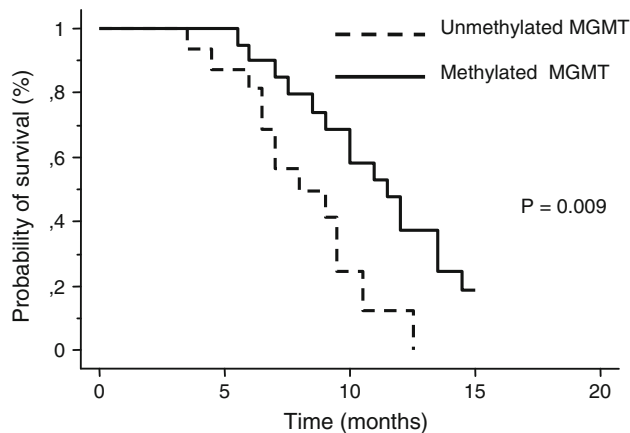 1
,8
,6
,4
,2
0
0
5
10
15
20
Probability of survival (%)
Time (months)
Unmethylated MGMT
Methylated MGMT
P = 0.009